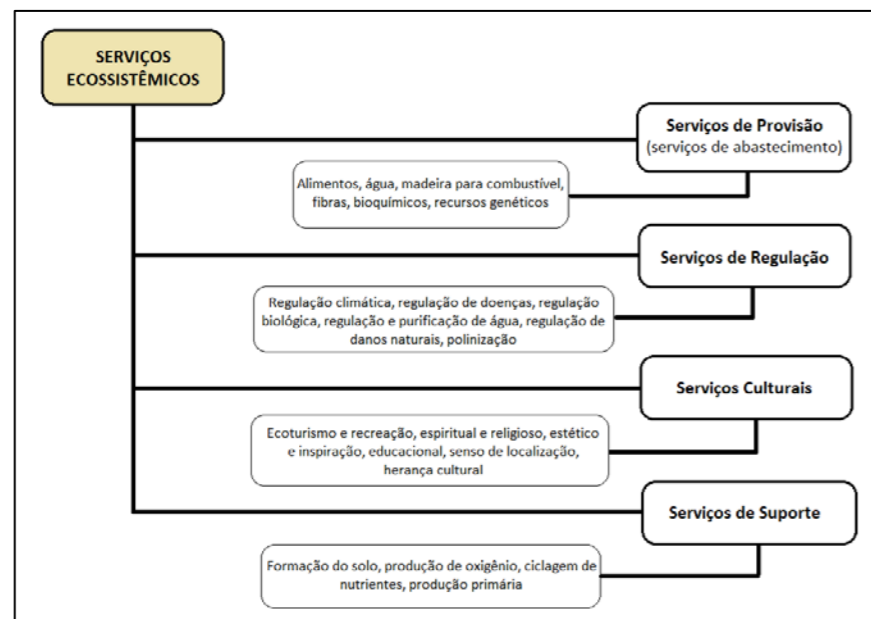 SERVIÇOS
ECOSSISTÊMICOS
Serviços de Provisão
(serviços de abastecimento)
Alimentos, água, madeira para combustível,
fibras, bioquímicos, recursos genéticos
Serviços de Regulação
Regulação climática, regulação de doenças, regulação
biológica, regulação e purificação de água, regulação de
danos naturais, polinização
Serviços Culturais
Ecoturismo e recreação, espiritual e religioso, estético
e inspiração, educacional, senso de localização,
herança cultural
Serviços de Suporte
Formação do solo, produção de oxigênio, ciclagem de
nutrientes, produção primária